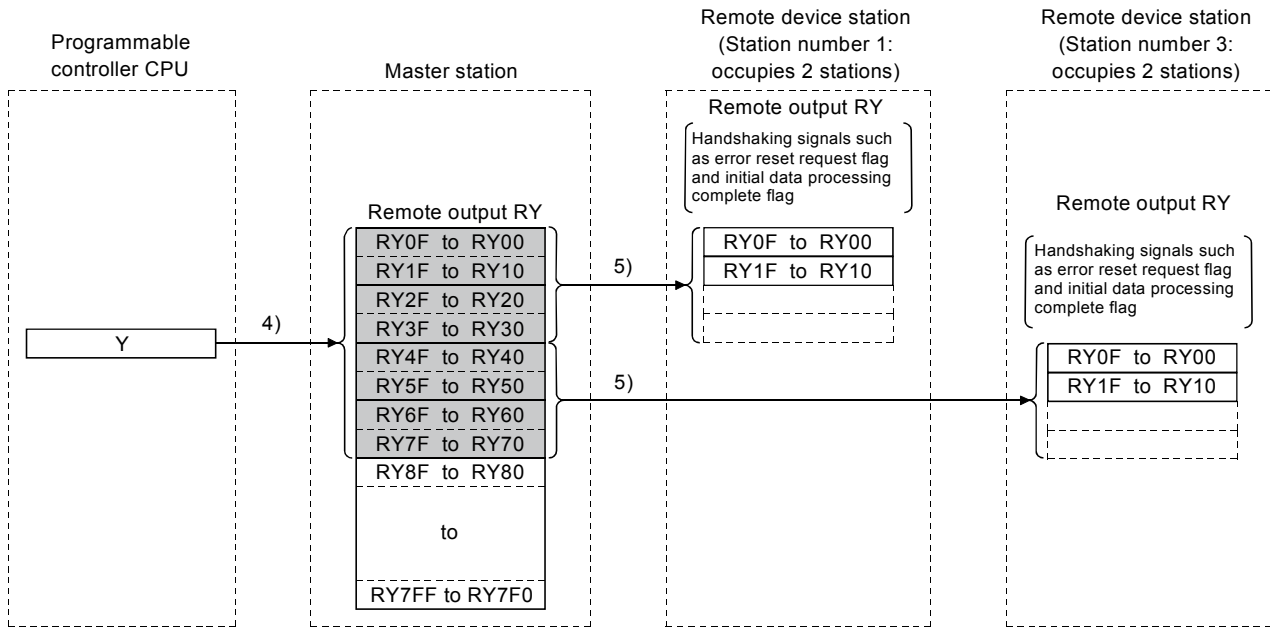 Programmable
controller CPU
Y
4)
Master station
Remote output RY
RY0F to RY00
RY1F to RY10
RY2F to RY20
RY3F to RY30
RY4F to RY40
RY5F to RY50
RY6F to RY60
RY7F to RY70
RY8F to RY80
to
RY7FF to RY7F0
5)
5)
Remote device station
(Station number 1:
occupies 2 stations)
Remote output RY
Handshaking signals such
as error reset request flag
and initial data processing
complete flag
RY0F to RY00
RY1F to RY10
Remote device station
(Station number 3:
occupies 2 stations)
Remote output RY
Handshaking signals such
as error reset request flag
and initial data processing
complete flag
RY0F to RY00
RY1F to RY10